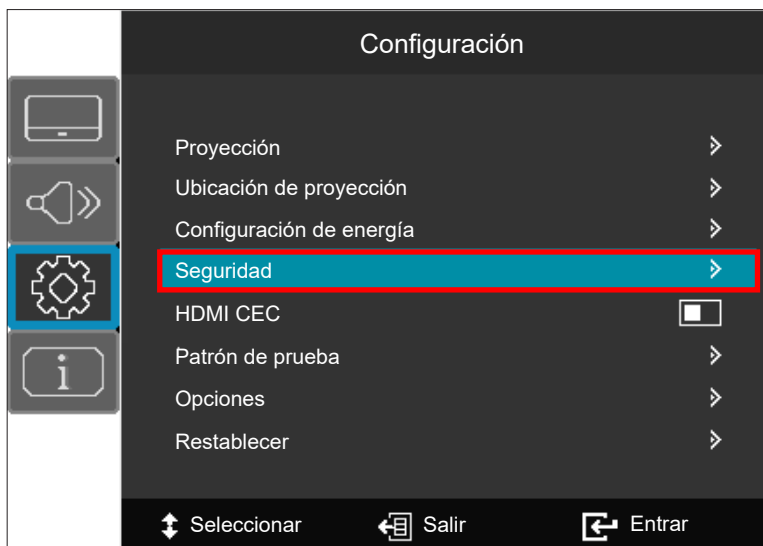 Configuración
Proyección
Ubicación de proyección
Configuración de energía
Seguridad
HDMI CEC
Patrón de prueba
Opciones
i
Restablecer
Seleccionar Salir Entrar